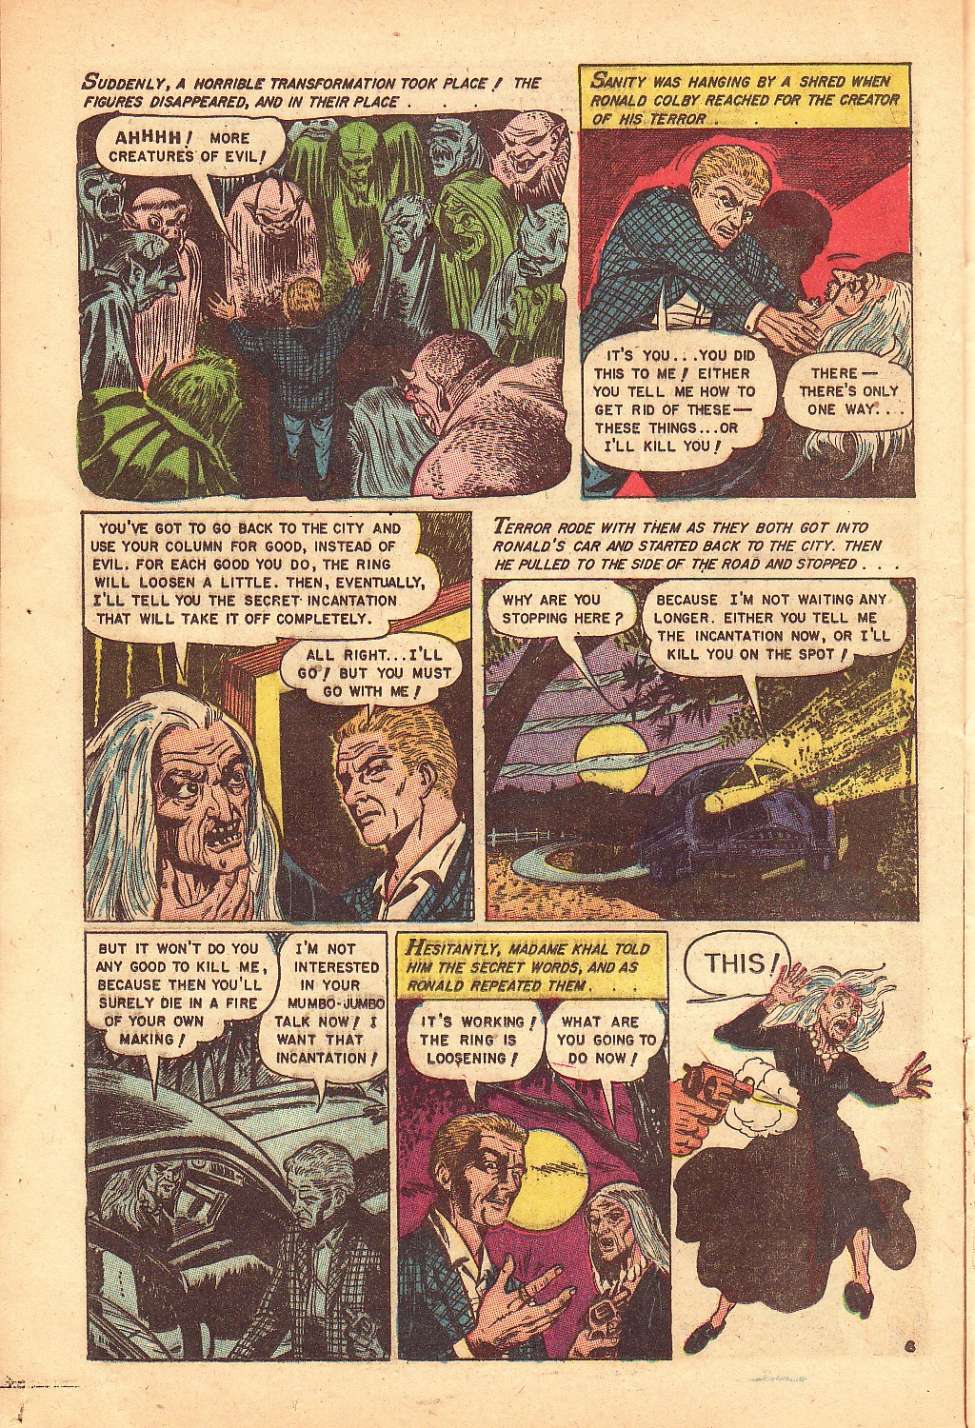 SUDDENLY, A HORRIBLE TRANSFORMATION TOOK PLACE! THE
FIGURES DISAPPEARED, AND IN THEIR PLACE . . . .
AHHHH! MORE
CREATURES OF EVIL!
SANITY WAS HANGING BY A SHRED WHEN
RONALD COLBY REACHED FOR THE CREATOR
OF HIS TERROR . . . .
IT'S YOU...YOU DID
THIS TO ME! EITHER
YOU TELL ME HOW TO
GET RID OF THESE—
THESE THINGS...OR
I'LL KILL YOU!
THERE—
THERE'S ONLY
ONE WAY....
YOU'VE GOT TO GO BACK TO THE CITY AND
USE YOUR COLUMN FOR GOOD, INSTEAD OF
EVIL. FOR EACH GOOD YOU DO, THE RING
WILL LOOSEN A LITTLE. THEN, EVENTUALLY,
I'LL TELL YOU THE SECRET INCANTATION
THAT WILL TAKE IT OFF COMPLETELY.
ALL RIGHT...I'LL
GO! BUT YOU MUST
GO WITH ME!
TERROR RODE WITH THEM AS THEY BOTH GOT INTO
RONALD'S CAR AND STARTED BACK TO THE CITY. THEN
HE PULLED TO THE SIDE OF THE ROAD AND STOPPED . . . .
WHY ARE YOU
STOPPING HERE?
BECAUSE I'M NOT WAITING ANY
LONGER. EITHER YOU TELL ME
THE INCANTATION NOW, OR I'LL
KILL YOU ON THE SPOT!
BUT IT WON'T DO YOU
ANY GOOD TO KILL ME,
BECAUSE THEN YOU'LL
SURELY DIE IN A FIRE
OF YOUR OWN
MAKING!
I'M NOT
INTERESTED
IN YOUR
MUMBO-JUMBO
TALK NOW! I
WANT THAT
INCANTATION!
HESITANTLY, MADAME KHAL TOLD
HIM THE SECRET WORDS, AND AS
RONALD REPEATED THEM. . . .
IT'S WORKING!
THE RING IS
LOOSENING!
WHAT ARE
YOU GOING TO
DO NOW!
THIS!
6